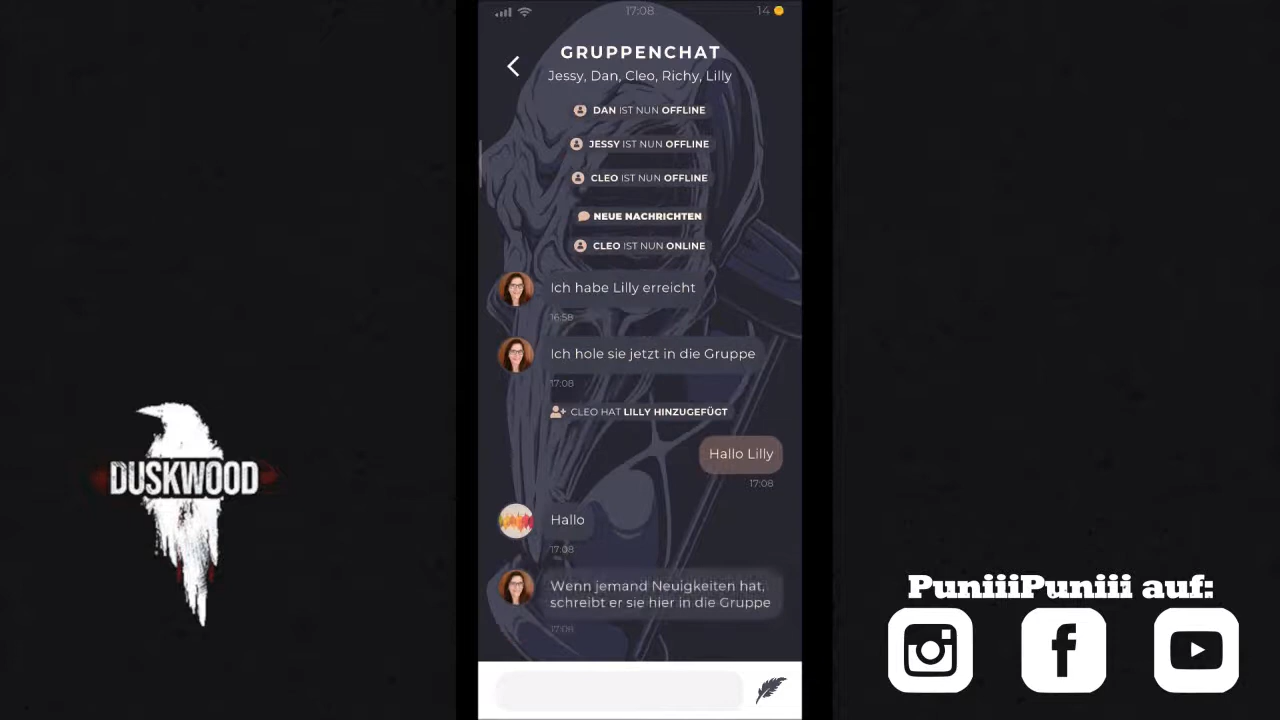 17:08
14
GRUPPENCHAT
Jessy, Dan, Cleo, Richy, Lilly
DAN IST NUN OFFLINE
JESSY IST NUN OFFLINE
CLEO IST NUN OFFLINE
NEUE NACHRICHTEN
CLEO IST NUN ONLINE
Ich habe Lilly erreicht
16:58
Ich hole sie jetzt in die Gruppe
17:08
CLEO HAT LILLY HINZUGEFÜGT
Hallo Lilly
17:08
Hallo
17:08
Wenn jemand Neuigkeiten hat,
schreibt er sie hier in die Gruppe
17:08
DUSKWOOD
PuniiiPuniii auf: